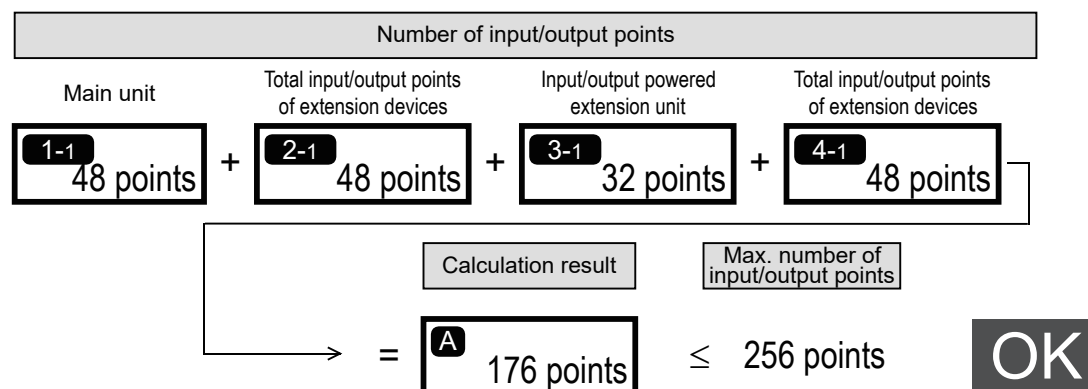 Number of input/output points
Main unit
Total input/output points
of extension devices
Input/output powered
extension unit
Total input/output points
of extension devices
1-1
48 points
+
2-1
48 points
+
3-1
32 points
+
4-1
48 points
Calculation result
Max. number of
input/output points
=
A
176 points
≤ 256 points
OK